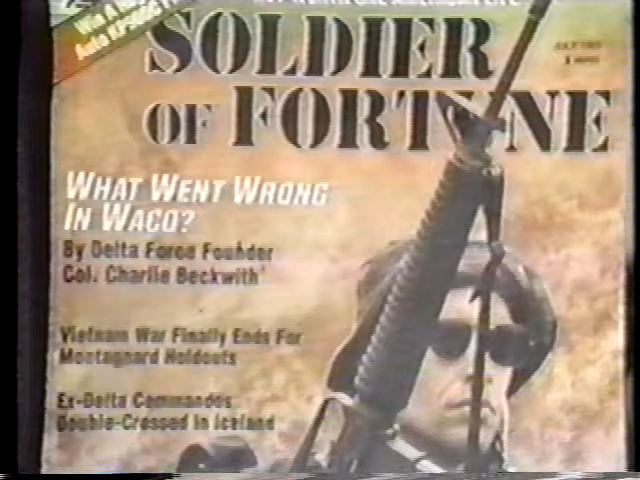 Win A
SOLDIER
OF FORTUNE
WHAT WENT WRONG
IN WACO?
By Delta Force Founder
Col. Charlie Beckwith
Vietnam War Finally Ends For
Montagnard Holdouts
Ex-Delta Commandos
Double-Crossed In Iceland